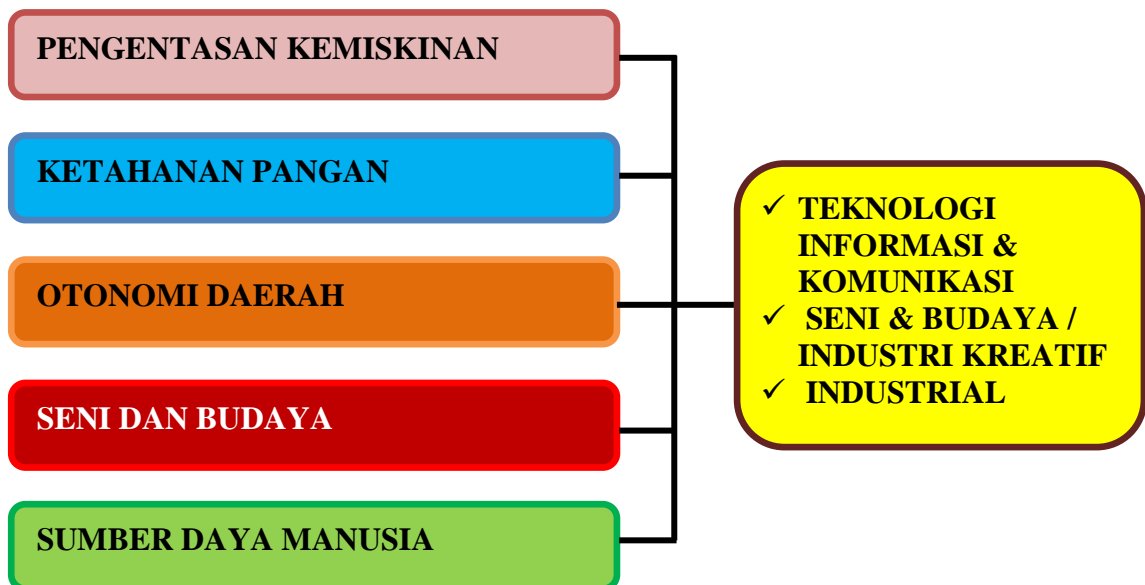 PENGENTASAN KEMISKINAN
KETAHANAN PANGAN
OTONOMI DAERAH
SENI DAN BUDAYA
SUMBER DAYA MANUSIA
✓ TEKNOLOGI
INFORMASI &
KOMUNIKASI
✓ SENI & BUDAYA /
INDUSTRI KREATIF
✓ INDUSTRIAL